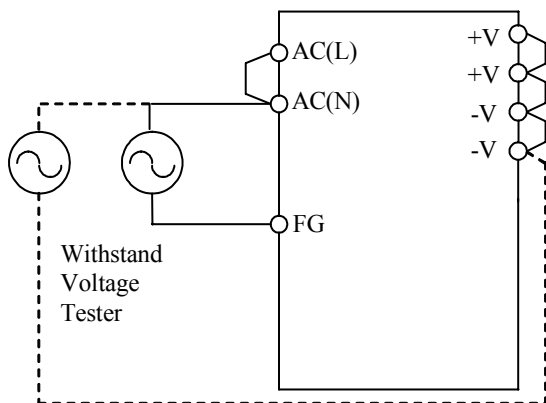 AC(L)
AC(N)
FG
+V
+V
-V
-V
Withstand
Voltage
Tester